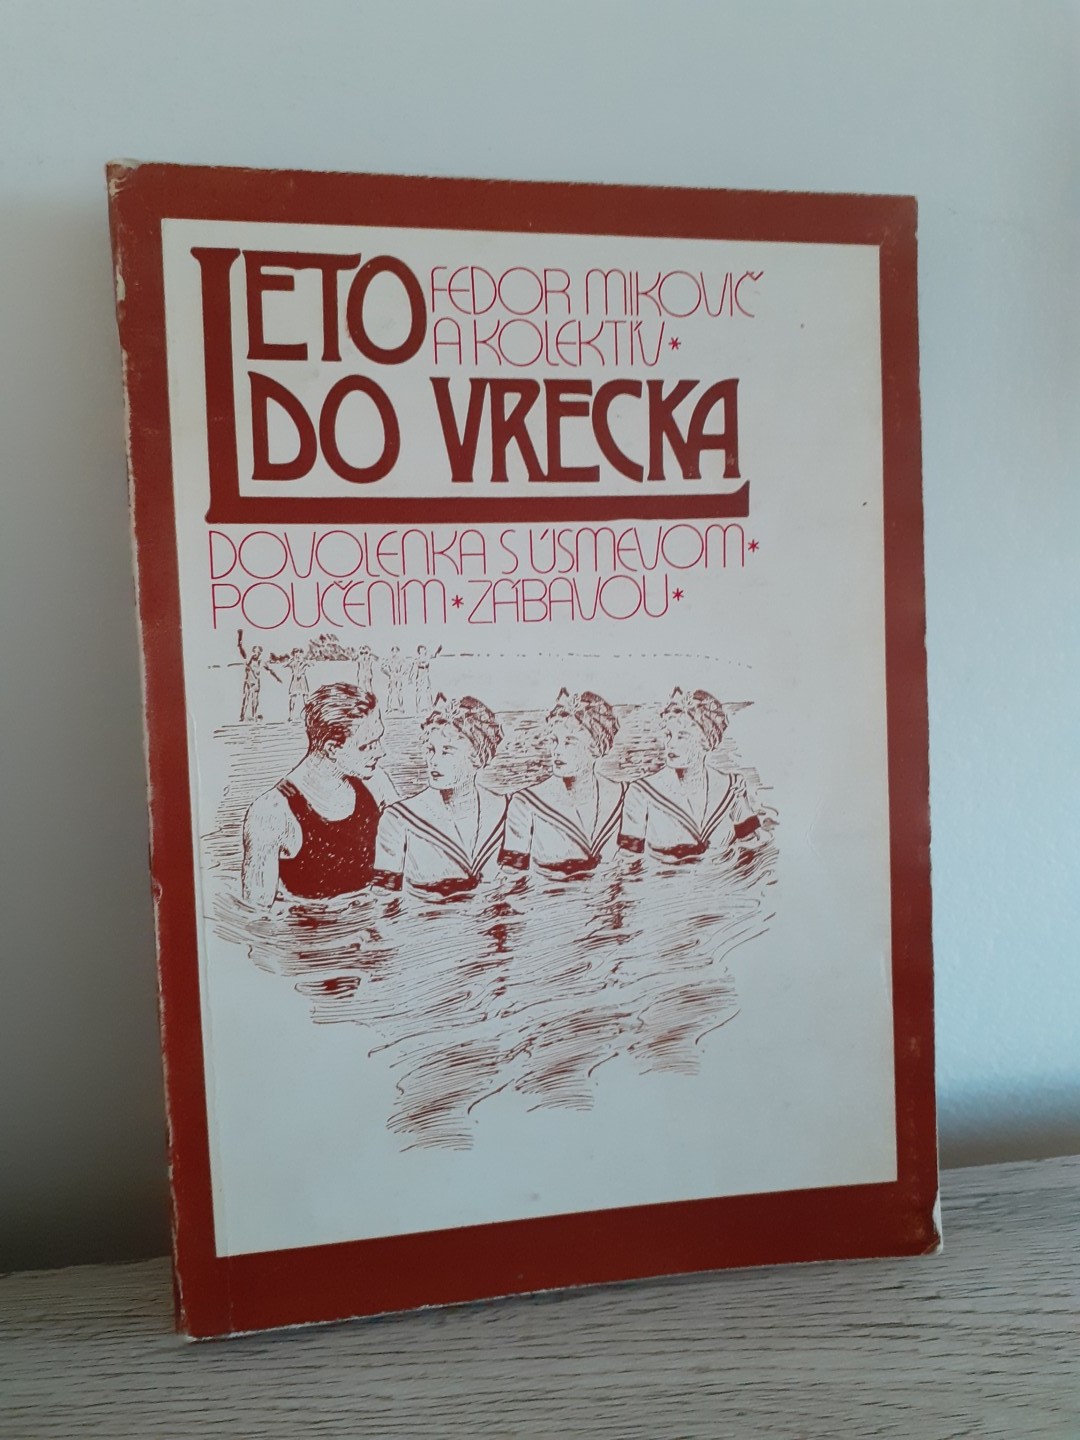 LETO
FEDOR MIKOVIČ
A KOLEKTÍV *
DO VRECKA
DOVOLENKA S ÚSMEVOM *
POUČENÍM * ZÁBAVOU *